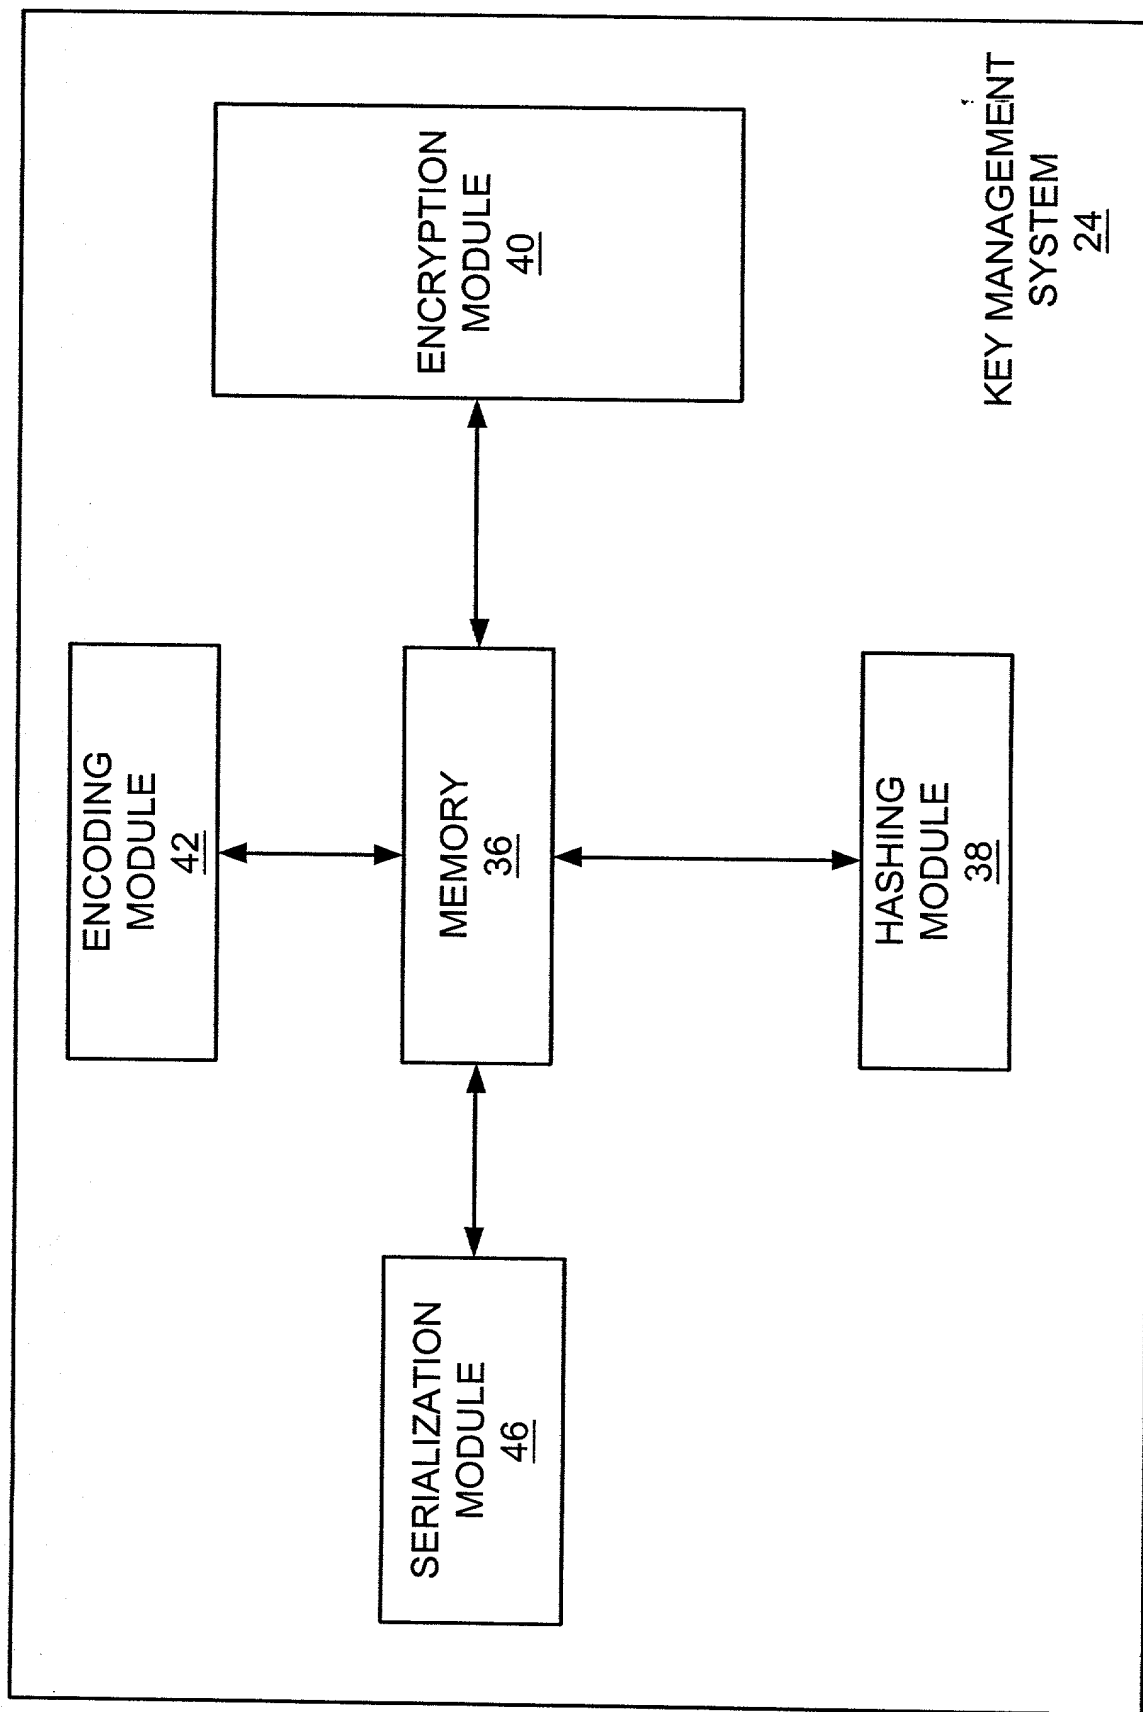 ENCODING
MODULE
42
SERIALIZATION
MODULE
46
MEMORY
36
ENCRYPTION
MODULE
40
HASHING
MODULE
38
KEY MANAGEMENT
SYSTEM
24